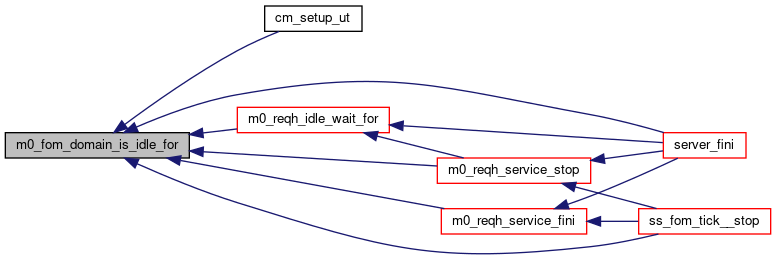 cm_setup_ut
m0_reqh_idle_wait_for
m0_fom_domain_is_idle_for
server_fini
m0_reqh_service_stop
m0_reqh_service_fini
ss_fom_tick__stop